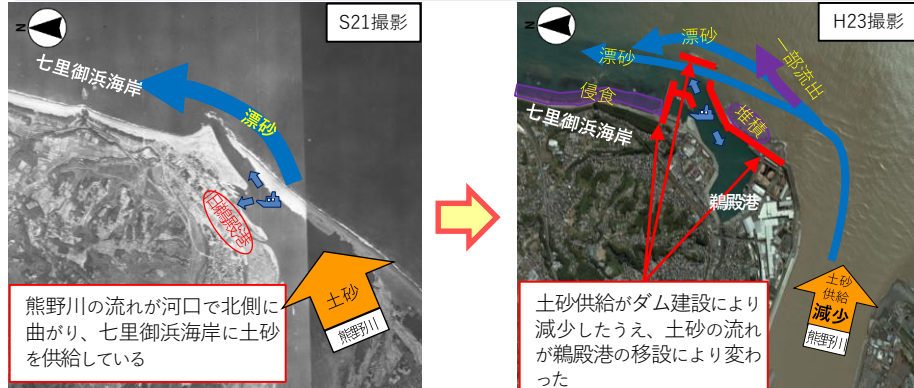 S21撮影
N
七里御浜海岸
漂砂
旧鵜殿港
土砂
熊野川
熊野川の流れが河口で北側に
曲がり、七里御浜海岸に土砂
を供給している
H23撮影
N
漂砂
漂砂
一部流出
侵食
七里御浜海岸
堆積
鵜殿港
土砂
供給
減少
熊野川
土砂供給がダム建設により
減少したうえ、土砂の流れ
が鵜殿港の移設により変わ
った